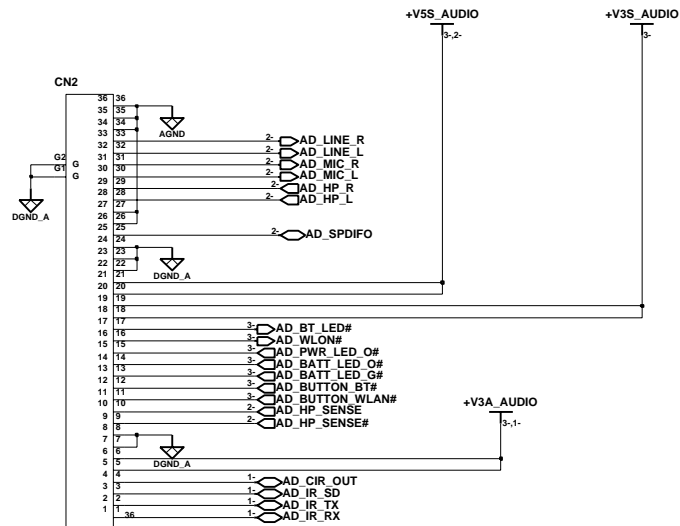 +V5S_AUDIO
3-,2-
+V3S_AUDIO
3-
CN2
36 36
35 35
34 34
33 33
AGND
32 32 2- AD_LINE_R
31 31 2- AD_LINE_L
30 30 2- AD_MIC_R
29 29 2- AD_MIC_L
28 28 2- AD_HP_R
27 27 2- AD_HP_L
26 26
25 25
24 24 2- AD_SPDIFO
23 23
22 22
21 21
DGND_A
G2 G
G1 G
DGND_A
20 20
19 19
18 18
17 17
16 16 3- AD_BT_LED#
15 15 3- AD_WLON#
14 14 3- AD_PWR_LED_O#
13 13 3- AD_BATT_LED_O#
12 12 3- AD_BATT_LED_G#
11 11 3- AD_BUTTON_BT#
10 10 3- AD_BUTTON_WLAN#
9 9 2- AD_HP_SENSE
8 8 2- AD_HP_SENSE#
+V3A_AUDIO
3-,1-
7 7
6 6
DGND_A
5 5
4 4 1- AD_CIR_OUT
3 3 1- AD_IR_SD
2 2 1- AD_IR_TX
1 1 1- AD_IR_RX
36